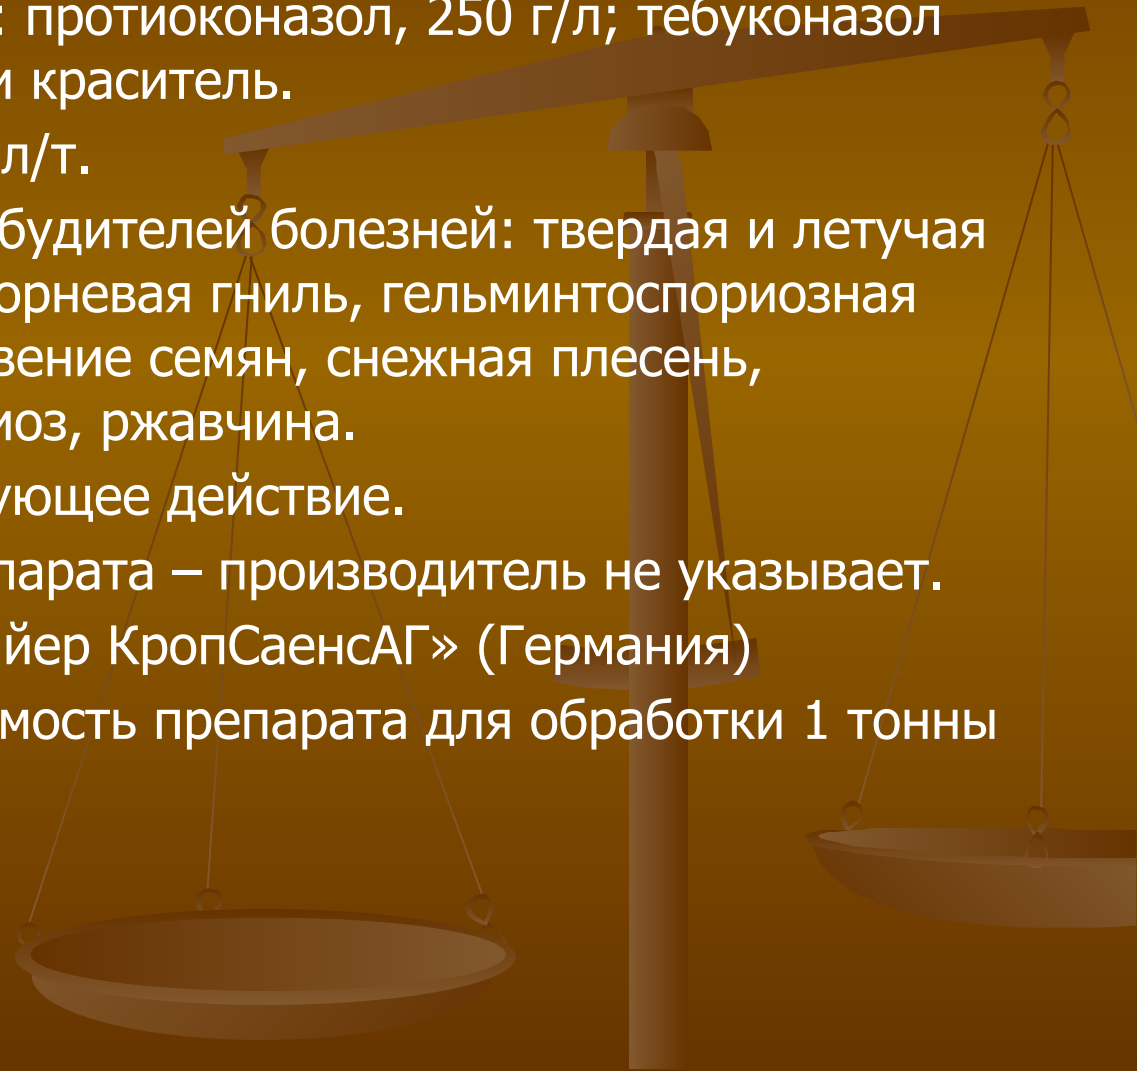 : протиоконазол, 250 г/л; тебуконазол
и краситель.
л/т.
будителей болезней: твердая и летучая
орневая гниль, гельминтоспориозная
вение семян, снежная плесень,
иоз, ржавчина.
ующее действие.
парата – производитель не указывает.
йер КропСаенсАГ» (Германия)
мость препарата для обработки 1 тонны